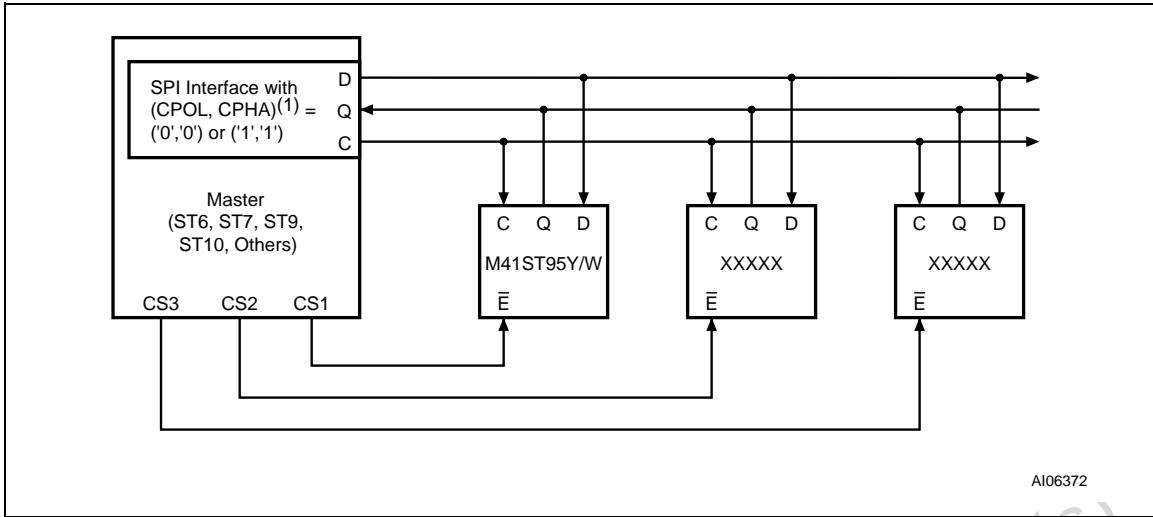 SPI Interface with
(CPOL, CPHA)(1) =
('0','0') or ('1','1')
D
Q
C
Master
(ST6, ST7, ST9,
ST10, Others)
CS3 CS2 CS1
C Q D
M41ST95Y/W
E̅
C Q D
XXXXX
E̅
C Q D
XXXXX
E̅
AI06372